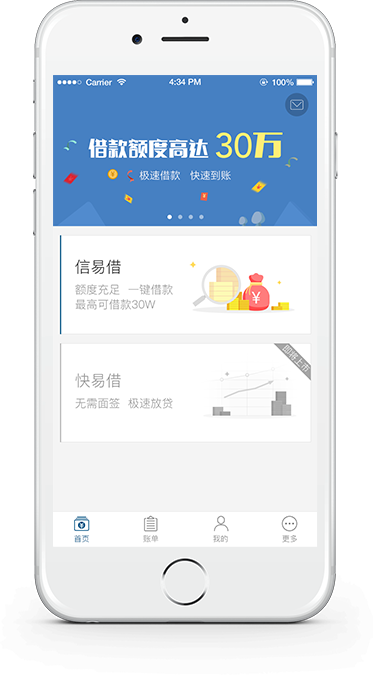 Carrier 4:34 PM 100%
借款额度高达 30万
极速借款 快速到账
信易借
额度充足 一键借款
最高可借款30W
即将上市
快易借
无需面签 极速放贷
首页 账单 我的 更多